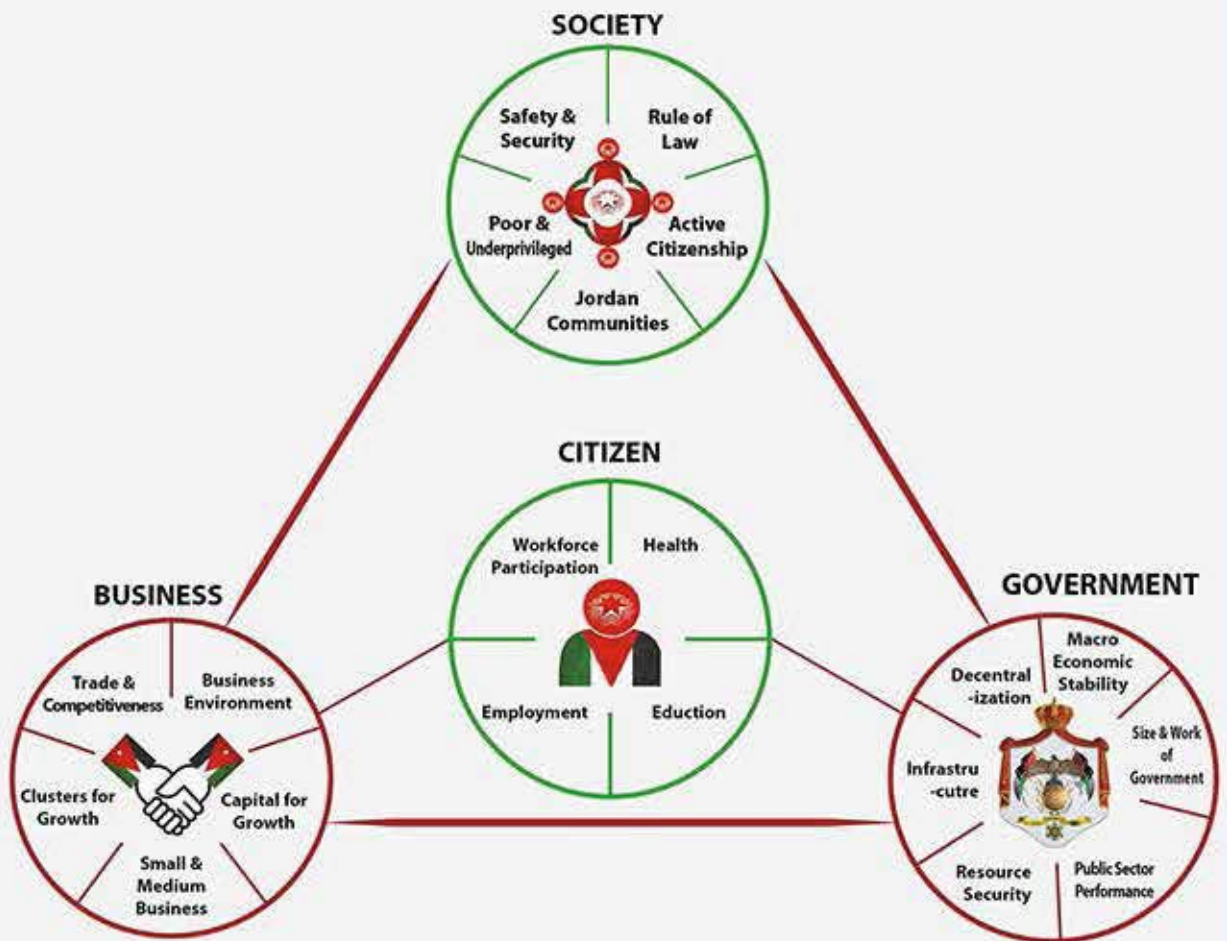 SOCIETY
Safety &
Security
Rule of
Law
Poor &
Underprivileged
Active
Citizenship
Jordan
Communities
CITIZEN
Workforce
Participation
Health
Employment
Eduction
BUSINESS
Trade &
Competitiveness
Business
Environment
Clusters for
Growth
Capital for
Growth
Small &
Medium
Business
GOVERNMENT
Decentral
-ization
Macro
Economic
Stability
Infrastru
-cutre
Size & Work
of
Government
Resource
Security
Public Sector
Performance